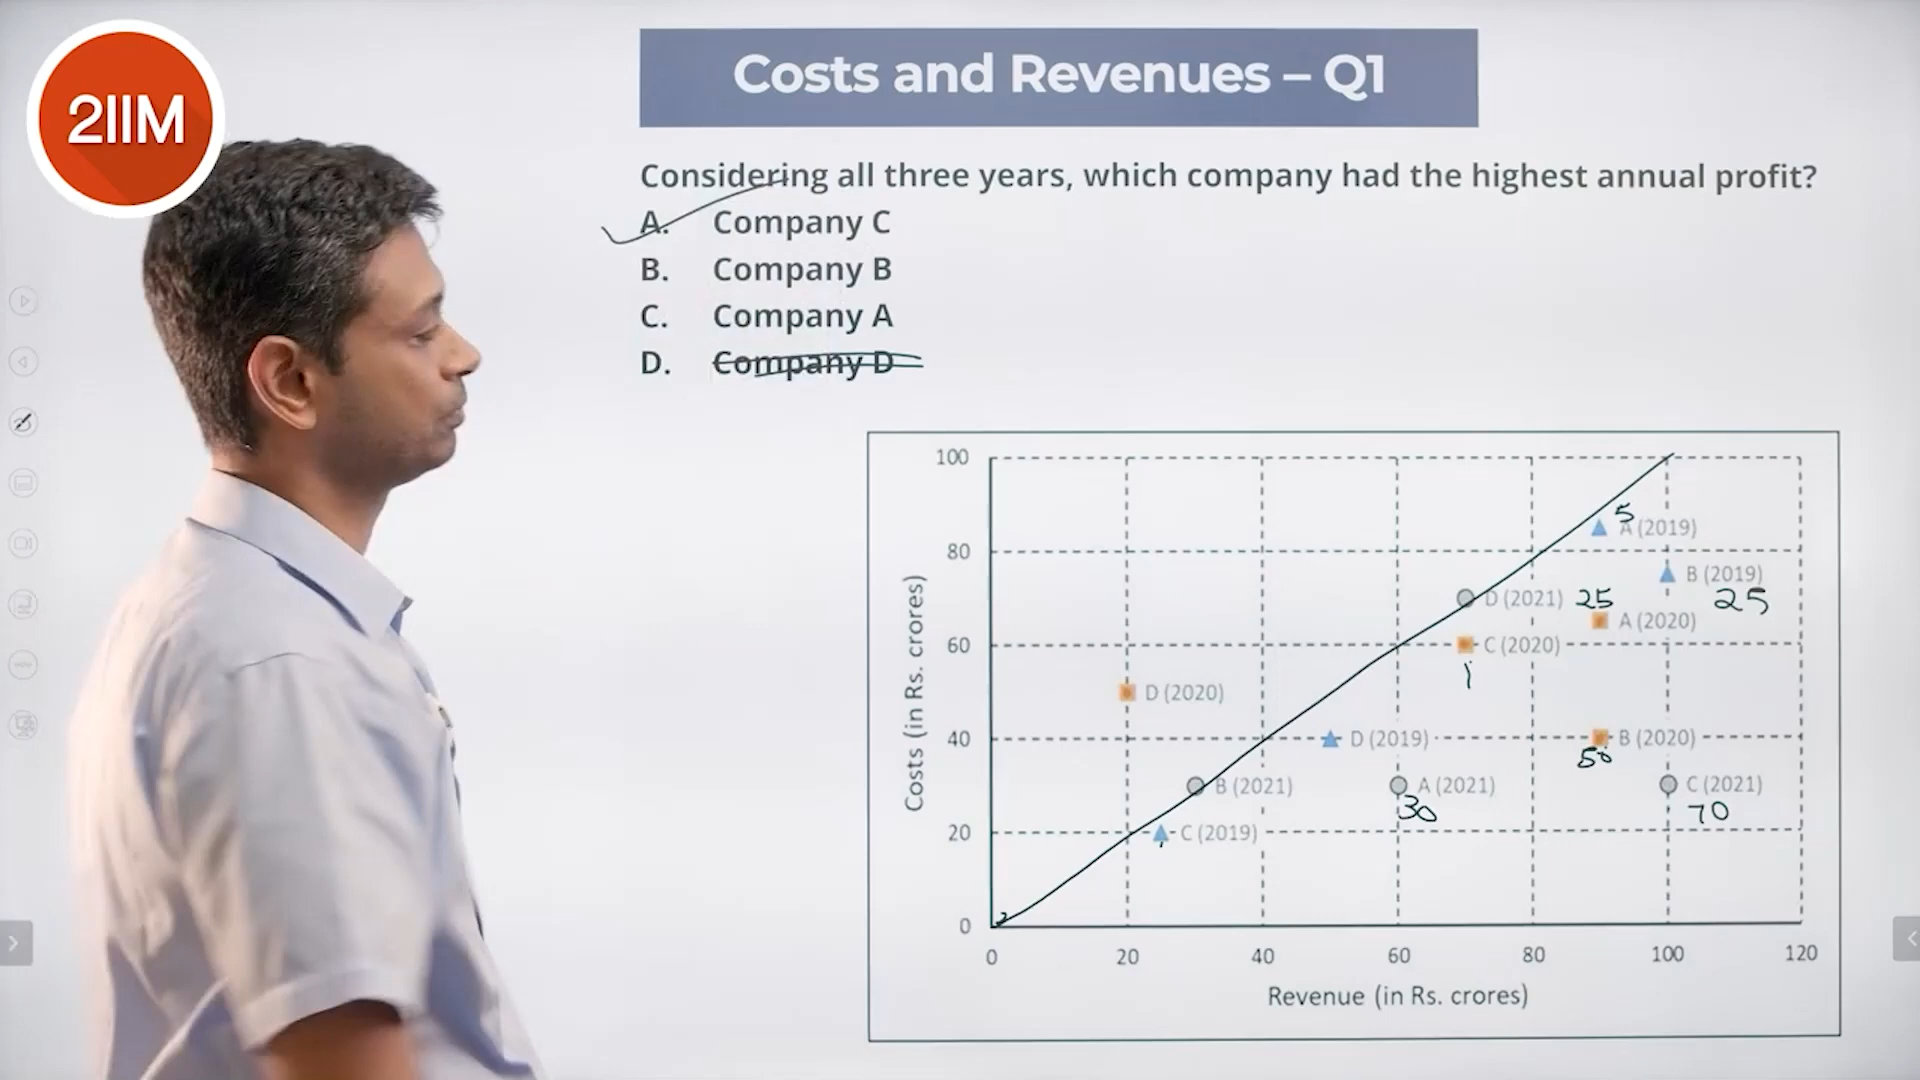 2IIM
Costs and Revenues – Q1
Considering all three years, which company had the highest annual profit?
A. Company C
B. Company B
C. Company A
D. Company D
100
80
60
40
20
0
0 20 40 60 80 100 120
Costs (in Rs. crores)
Revenue (in Rs. crores)
5
A (2019)
B (2019)
25
D (2021)
25
A (2020)
C (2020)
1
D (2020)
D (2019)
B (2020)
50
B (2021)
A (2021)
30
C (2021)
70
C (2019)